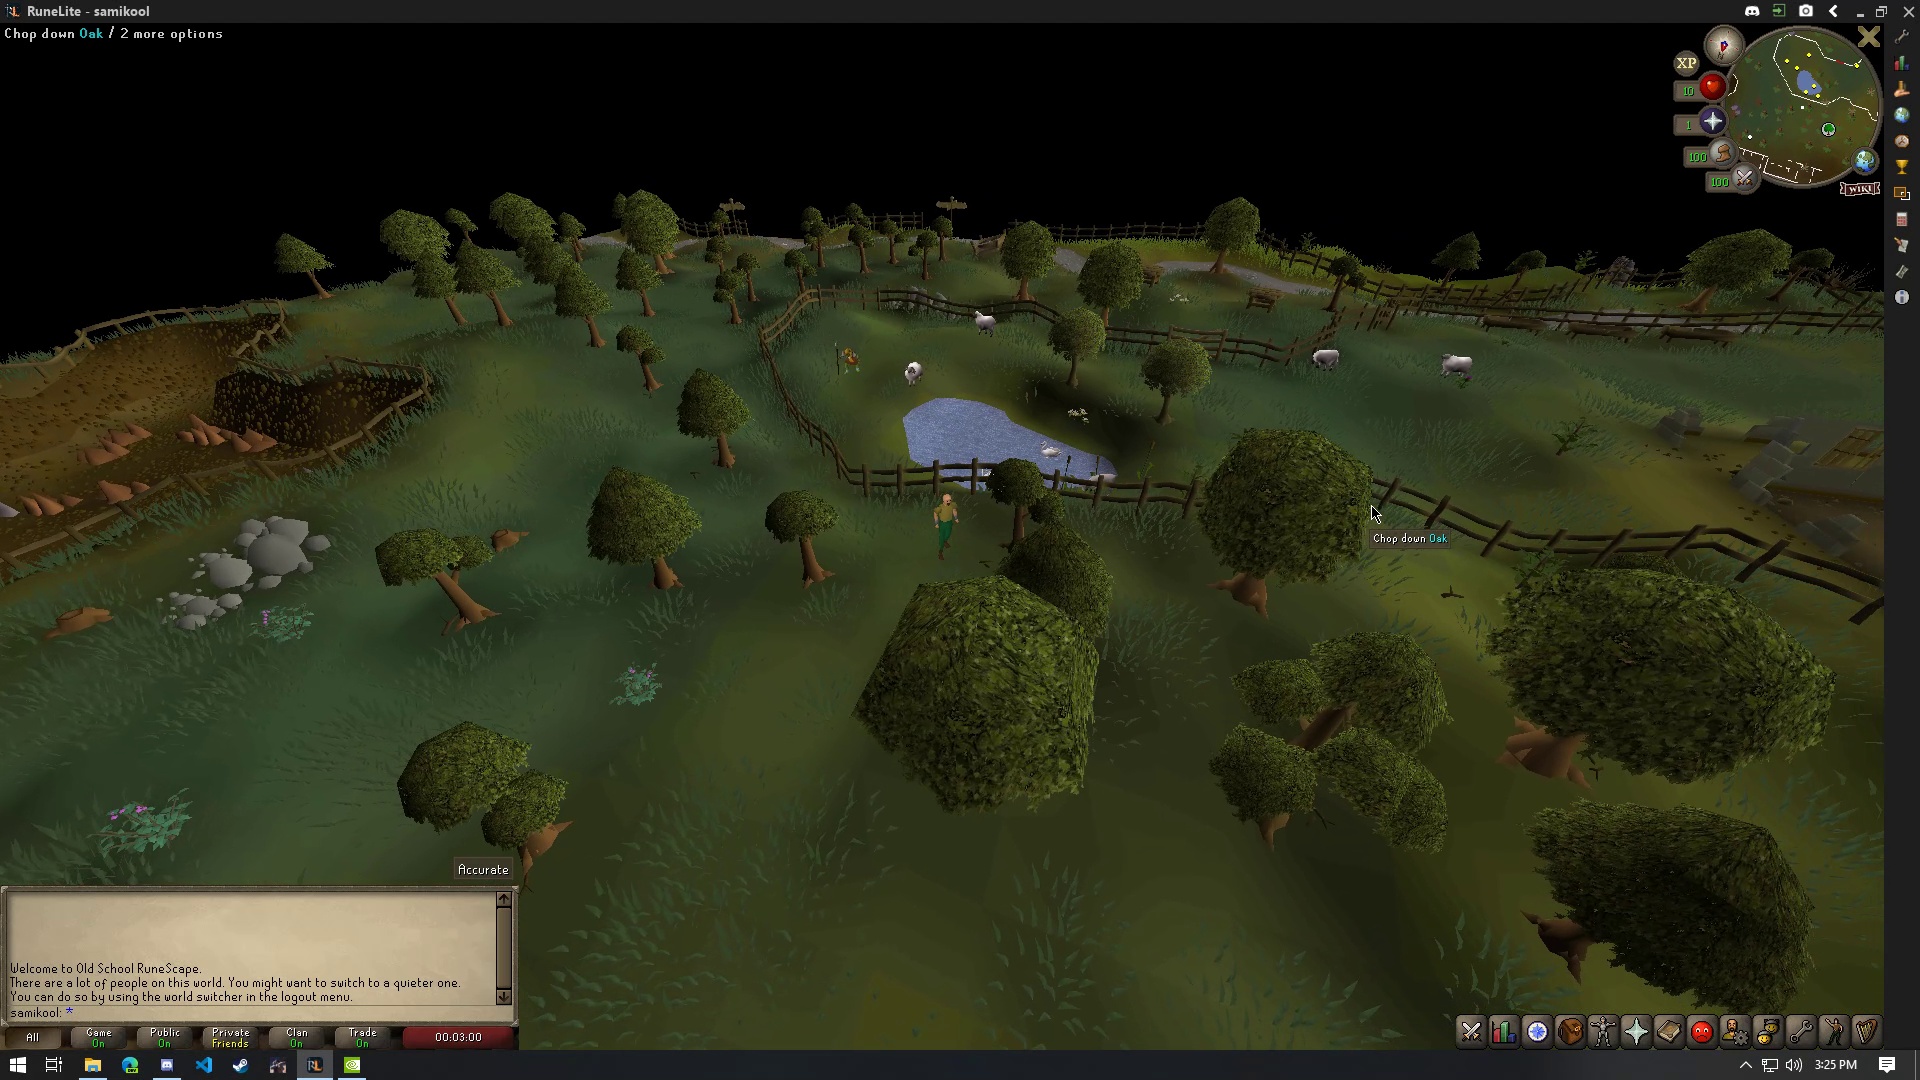 RuneLite - samikool
Chop down Oak / 2 more options
XP
10
1
100
100
WIKI
Chop down Oak
Accurate
Welcome to Old School RuneScape.
There are a lot of people on this world. You might want to switch to a quieter one.
You can do so by using the world switcher in the logout menu.
samikool: *
All
Game
On
Public
On
Private
Friends
Clan
On
Trade
On
00:03:00
3:25 PM